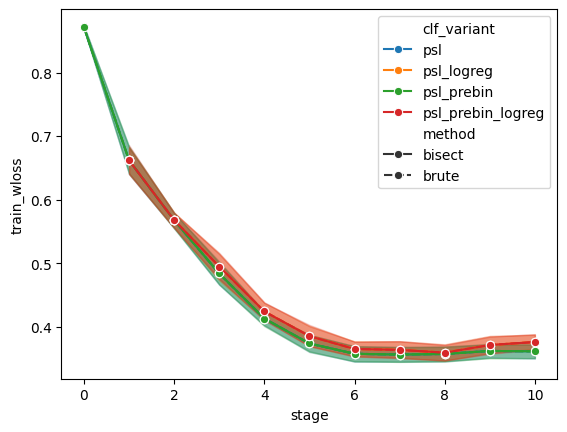 clf_variant
psl
psl_logreg
psl_prebin
psl_prebin_logreg
method
bisect
brute
train_wloss
0.8
0.7
0.6
0.5
0.4
0 2 4 6 8 10
stage